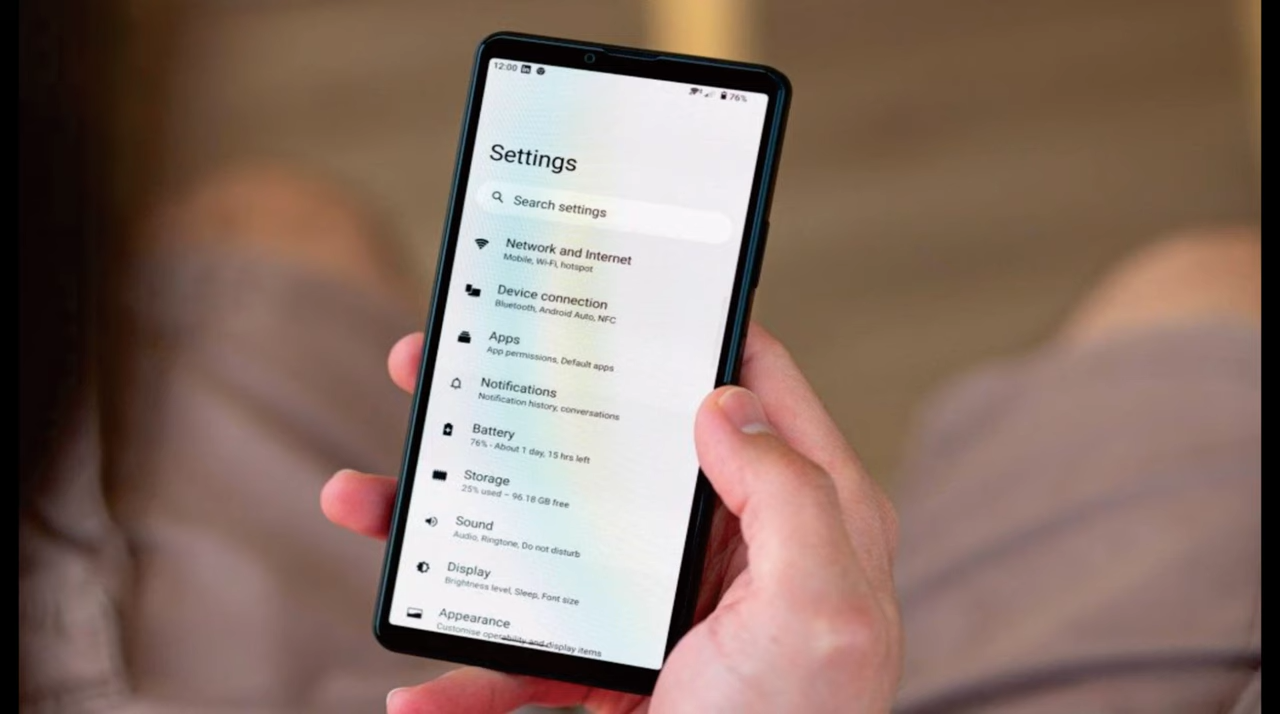 12:00
76%
Settings
Search settings
Network and Internet
Mobile, Wi-Fi, hotspot
Device connection
Bluetooth, Android Auto, NFC
Apps
App permissions, Default apps
Notifications
Notification history, conversations
Battery
76% - About 1 day, 15 hrs left
Storage
25% used – 96.18 GB free
Sound
Audio, Ringtone, Do not disturb
Display
Brightness level, Sleep, Font size
Appearance
Customise operability and display items